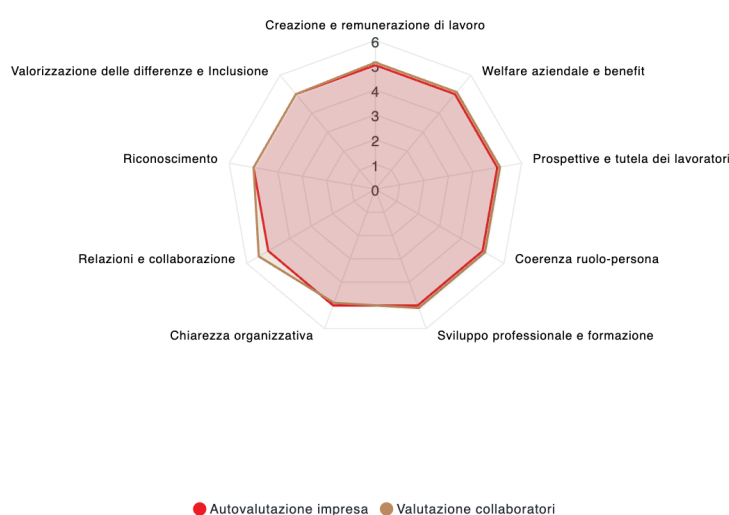 Creazione e remunerazione di lavoro
Valorizzazione delle differenze e Inclusione
Welfare aziendale e benefit
Riconoscimento
Prospettive e tutela dei lavoratori
Relazioni e collaborazione
Coerenza ruolo-persona
Chiarezza organizzativa
Sviluppo professionale e formazione
6
5
4
3
2
1
0
Autovalutazione impresa
Valutazione collaboratori